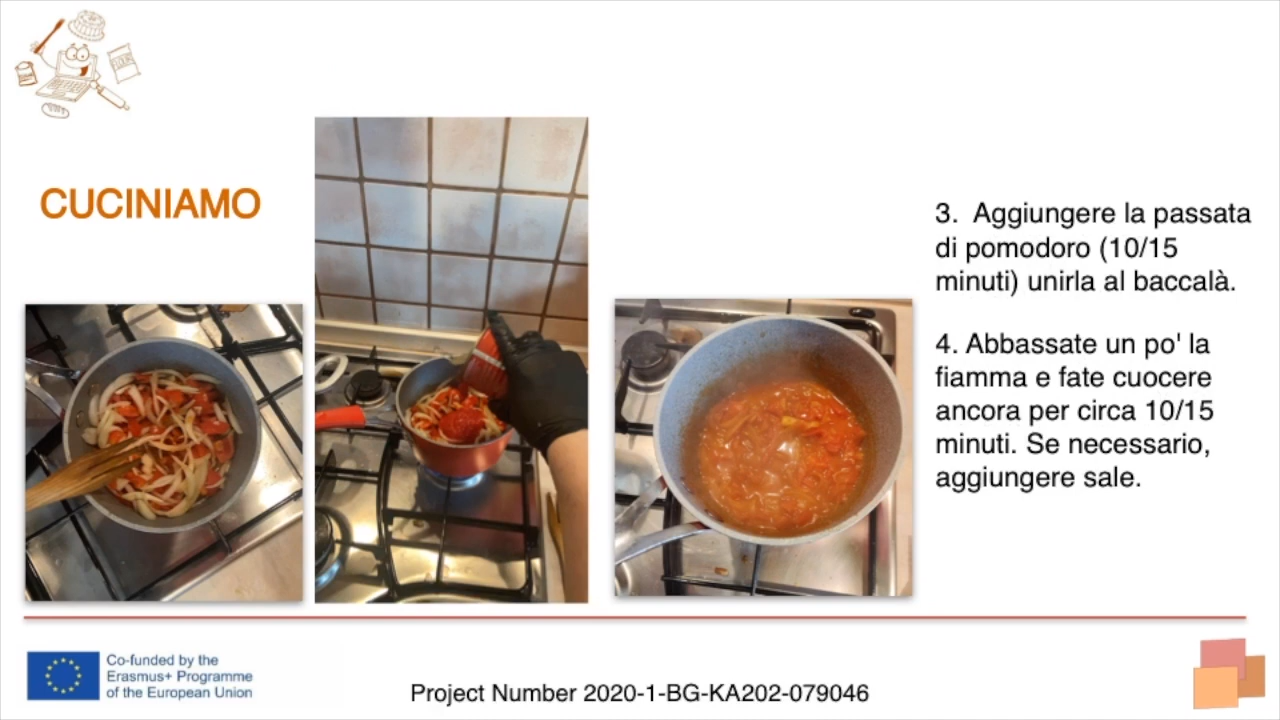 CUCINIAMO
3.  Aggiungere la passata
di pomodoro (10/15
minuti) unirla al baccalà.
4. Abbassate un po' la
fiamma e fate cuocere
ancora per circa 10/15
minuti. Se necessario,
aggiungere sale.
Co-funded by the
Erasmus+ Programme
of the European Union
Project Number 2020-1-BG-KA202-079046